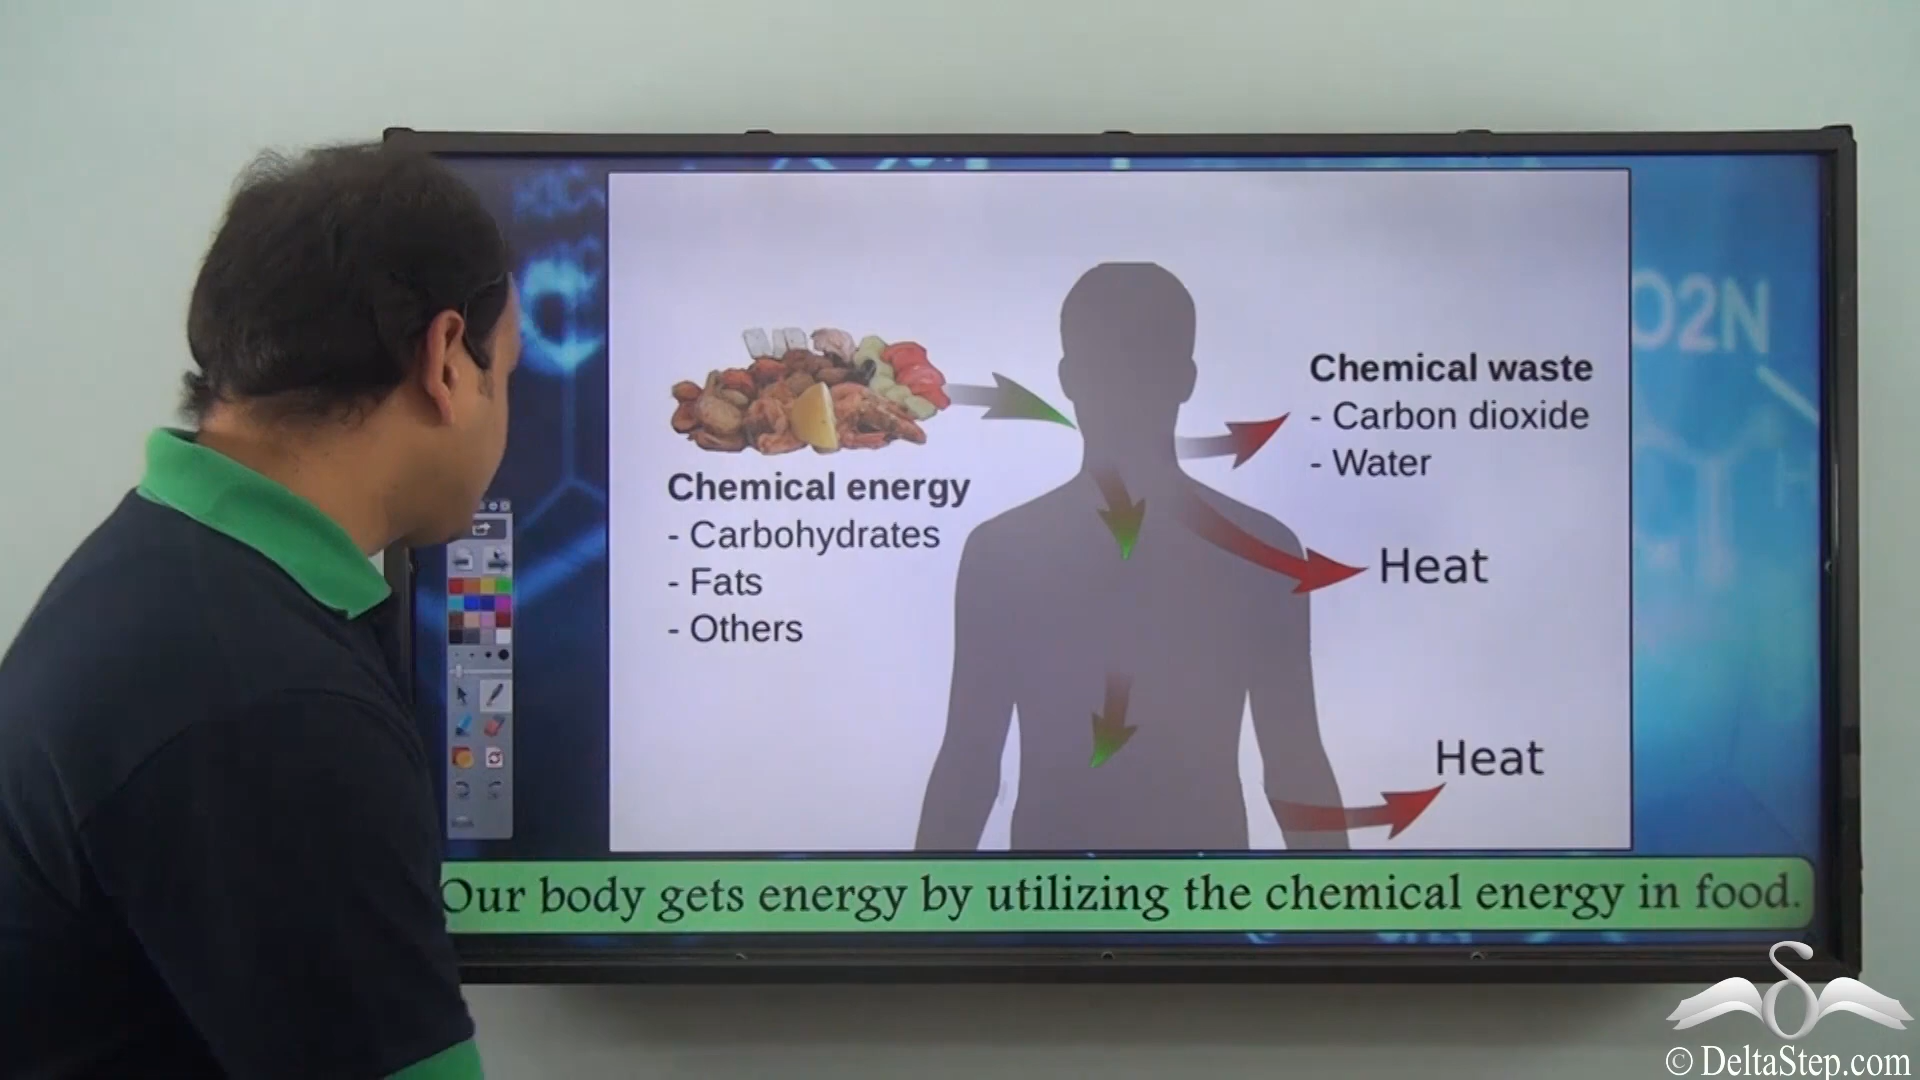 O2N
Chemical waste
- Carbon dioxide
- Water
Chemical energy
- Carbohydrates
- Fats
- Others
Heat
Heat
Our body gets energy by utilizing the chemical energy in food.
© DeltaStep.com